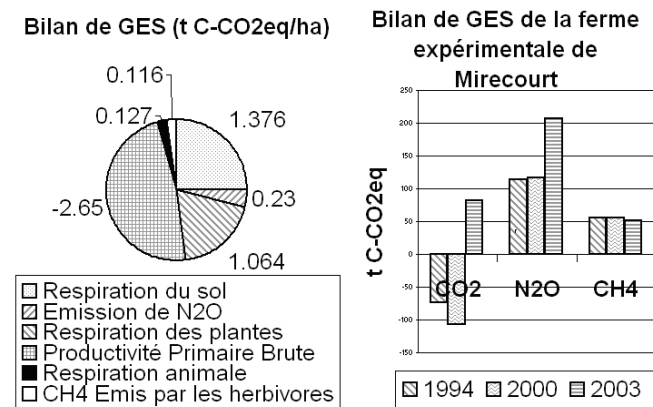 Bilan de GES (t C-CO2eq/ha)
0.116
0.127
1.376
-2.65
0.23
1.064
Respiration du sol
Emission de N2O
Respiration des plantes
Productivité Primaire Brute
Respiration animale
CH4 Emis par les herbivores
Bilan de GES de la ferme
expérimentale de
Mirecourt
t C-CO2eq
250
200
150
100
50
0
-50
-100
-150
CO2 N2O CH4
1994 2000 2003